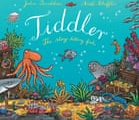 Julia Donaldson Axel Scheffler
Tiddler
The story-telling fish